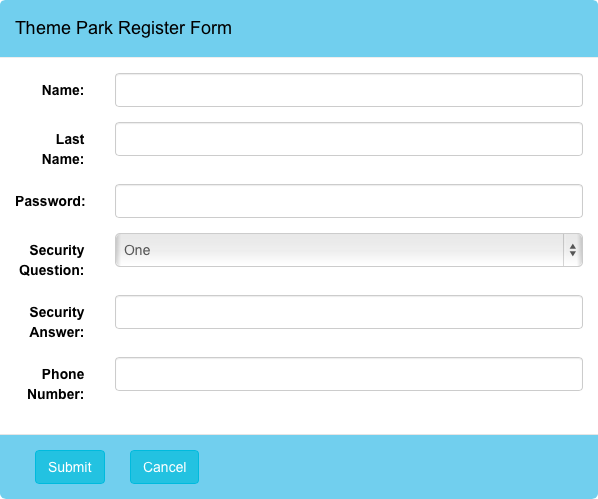 Theme Park Register Form
Name:
Last
Name:
Password:
Security
Question:
One
Security
Answer:
Phone
Number:
Submit Cancel